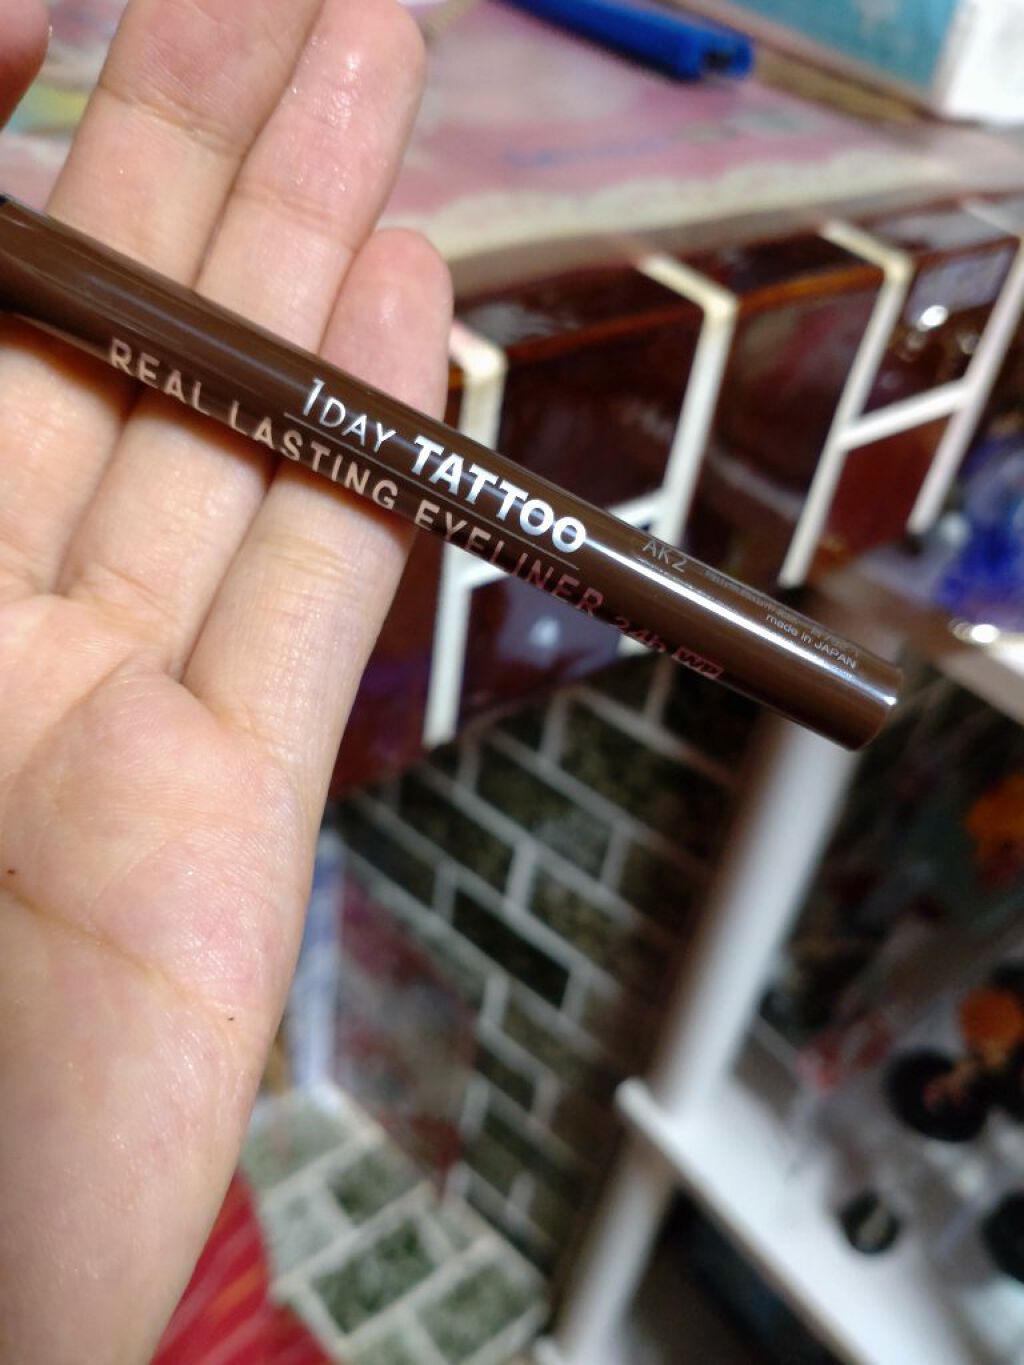 1DAY TATTOO
REAL LASTING EYELINER 24h WP
AK2
made in JAPAN